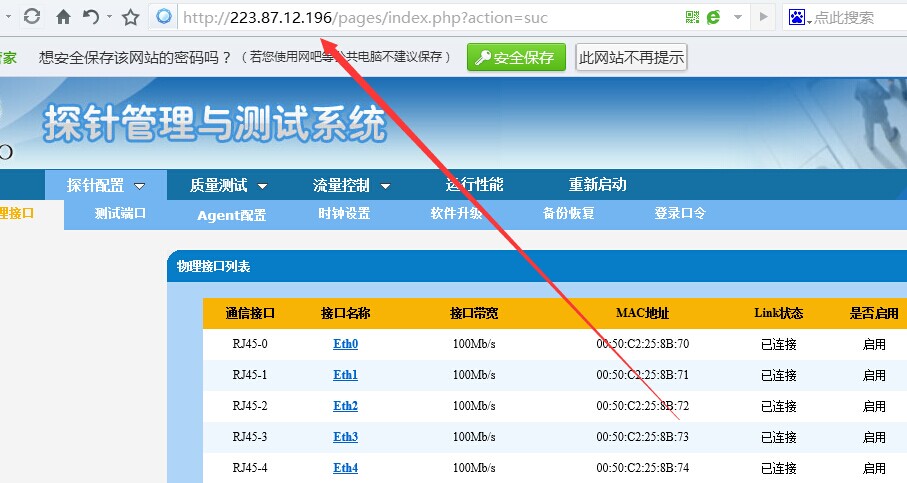 http://223.87.12.196/pages/index.php?action=suc 点此搜索
管家 想安全保存该网站的密码吗？（若您使用网吧等公共电脑不建议保存） 安全保存 此网站不再提示
探针管理与测试系统
探针配置 质量测试 流量控制 运行性能 重新启动
理接口 测试端口 Agent配置 时钟设置 软件升级 备份恢复 登录口令
物理接口列表
通信接口 接口名称 接口带宽 MAC地址 Link状态 是否启用
RJ45-0 Eth0 100Mb/s 00:50:C2:25:8B:70 已连接 启用
RJ45-1 Eth1 100Mb/s 00:50:C2:25:8B:71 已连接 启用
RJ45-2 Eth2 100Mb/s 00:50:C2:25:8B:72 已连接 启用
RJ45-3 Eth3 100Mb/s 00:50:C2:25:8B:73 已连接 启用
RJ45-4 Eth4 100Mb/s 00:50:C2:25:8B:74 已连接 启用